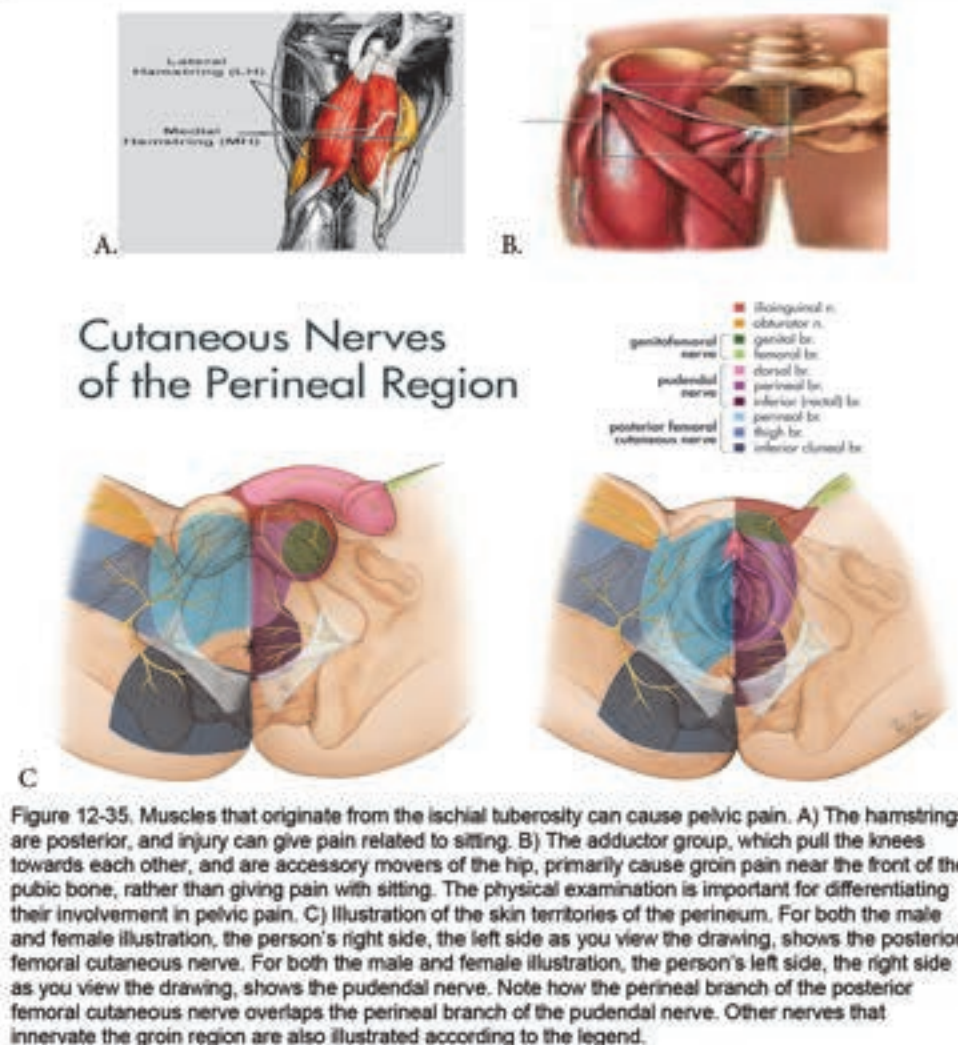 Lateral
Hamstring (LH)
Medial
Hamstring (MH)
A.
B.
Cutaneous Nerves
of the Perineal Region
ilioinguinal n.
obturator n.
genitofemoral
nerve
genital br.
femoral br.
pudendal
nerve
dorsal br.
perineal br.
inferior (rectal) br.
posterior femoral
cutaneous nerve
perineal br.
thigh br.
inferior cluneal br.
C
Figure 12-35. Muscles that originate from the ischial tuberosity can cause pelvic pain. A) The hamstring
are posterior, and injury can give pain related to sitting. B) The adductor group, which pull the knees
towards each other, and are accessory movers of the hip, primarily cause groin pain near the front of the
pubic bone, rather than giving pain with sitting. The physical examination is important for differentiating
their involvement in pelvic pain. C) Illustration of the skin territories of the perineum. For both the male
and female illustration, the person's right side, the left side as you view the drawing, shows the posterior
femoral cutaneous nerve. For both the male and female illustration, the person's left side, the right side
as you view the drawing, shows the pudendal nerve. Note how the perineal branch of the posterior
femoral cutaneous nerve overlaps the perineal branch of the pudendal nerve. Other nerves that
innervate the groin region are also illustrated according to the legend.